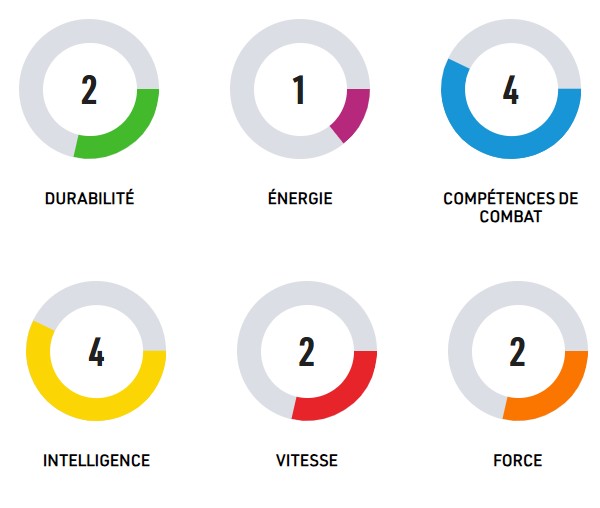 2
1
4
DURABILITÉ
ÉNERGIE
COMPÉTENCES DE
COMBAT
4
2
2
INTELLIGENCE
VITESSE
FORCE